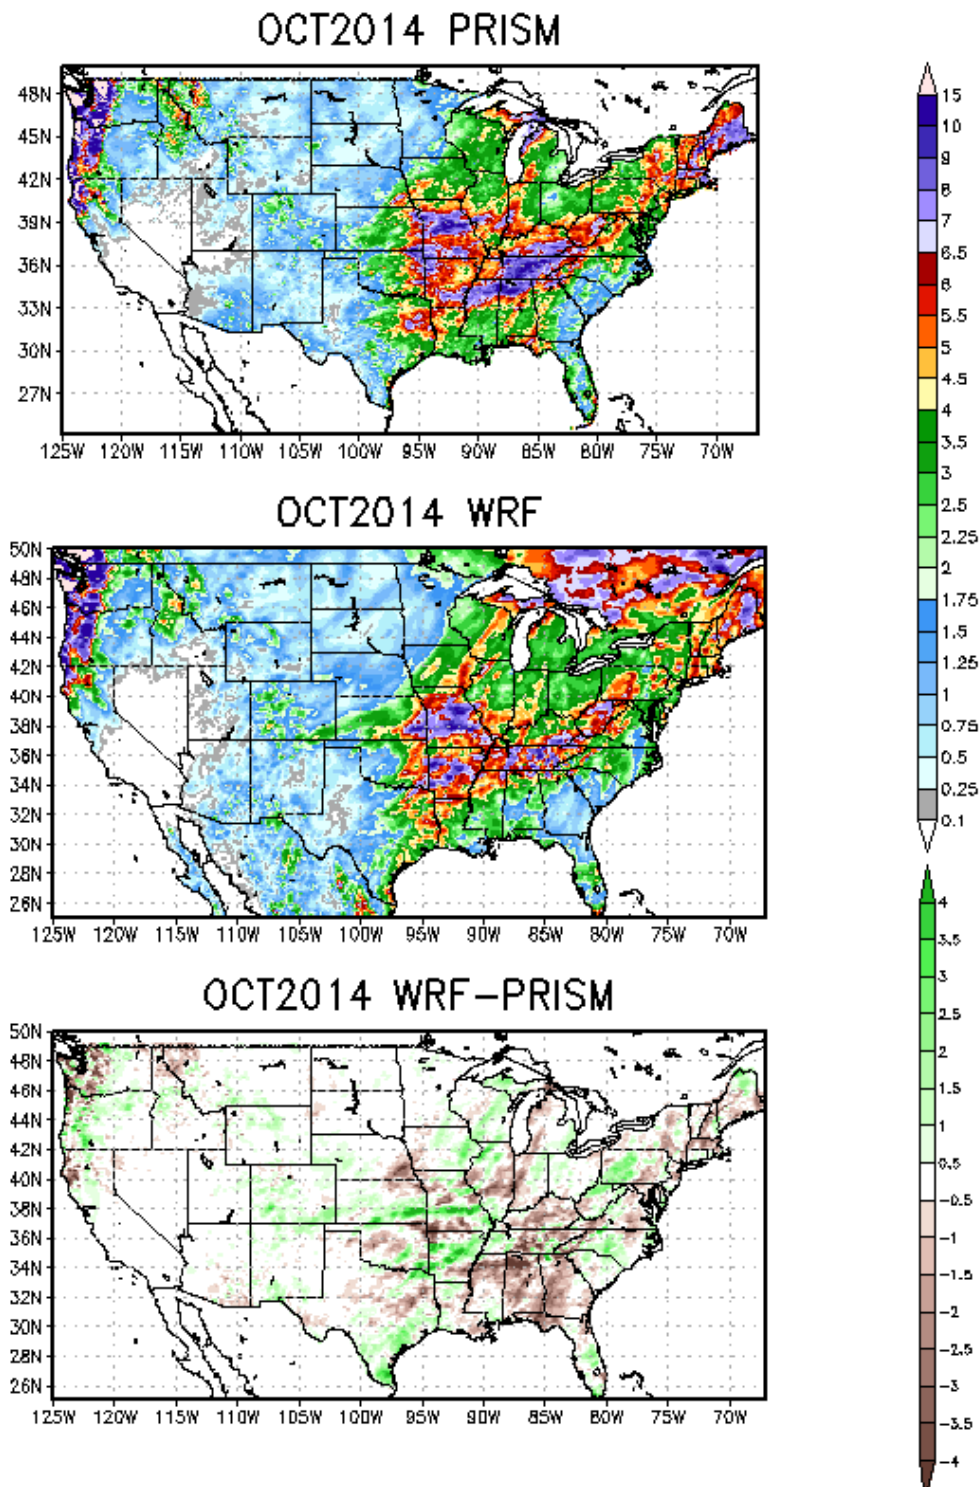 OCT2014 PRISM
48N
45N
42N
39N
36N
33N
30N
27N
125W 120W 115W 110W 105W 100W 95W 90W 85W 80W 75W 70W
OCT2014 WRF
50N
48N
46N
44N
42N
40N
38N
36N
34N
32N
30N
28N
26N
125W 120W 115W 110W 105W 100W 95W 90W 85W 80W 75W 70W
OCT2014 WRF-PRISM
50N
48N
46N
44N
42N
40N
38N
36N
34N
32N
30N
28N
26N
125W 120W 115W 110W 105W 100W 95W 90W 85W 80W 75W 70W
15
10
9
8
7
6.5
6
5.5
5
4.5
4
3.5
3
2.5
2.25
2
1.75
1.5
1.25
1
0.75
0.5
0.25
0.1
4
3.5
3
2.5
2
1.5
1
0.5
-0.5
-1
-1.5
-2
-2.5
-3
-3.5
-4